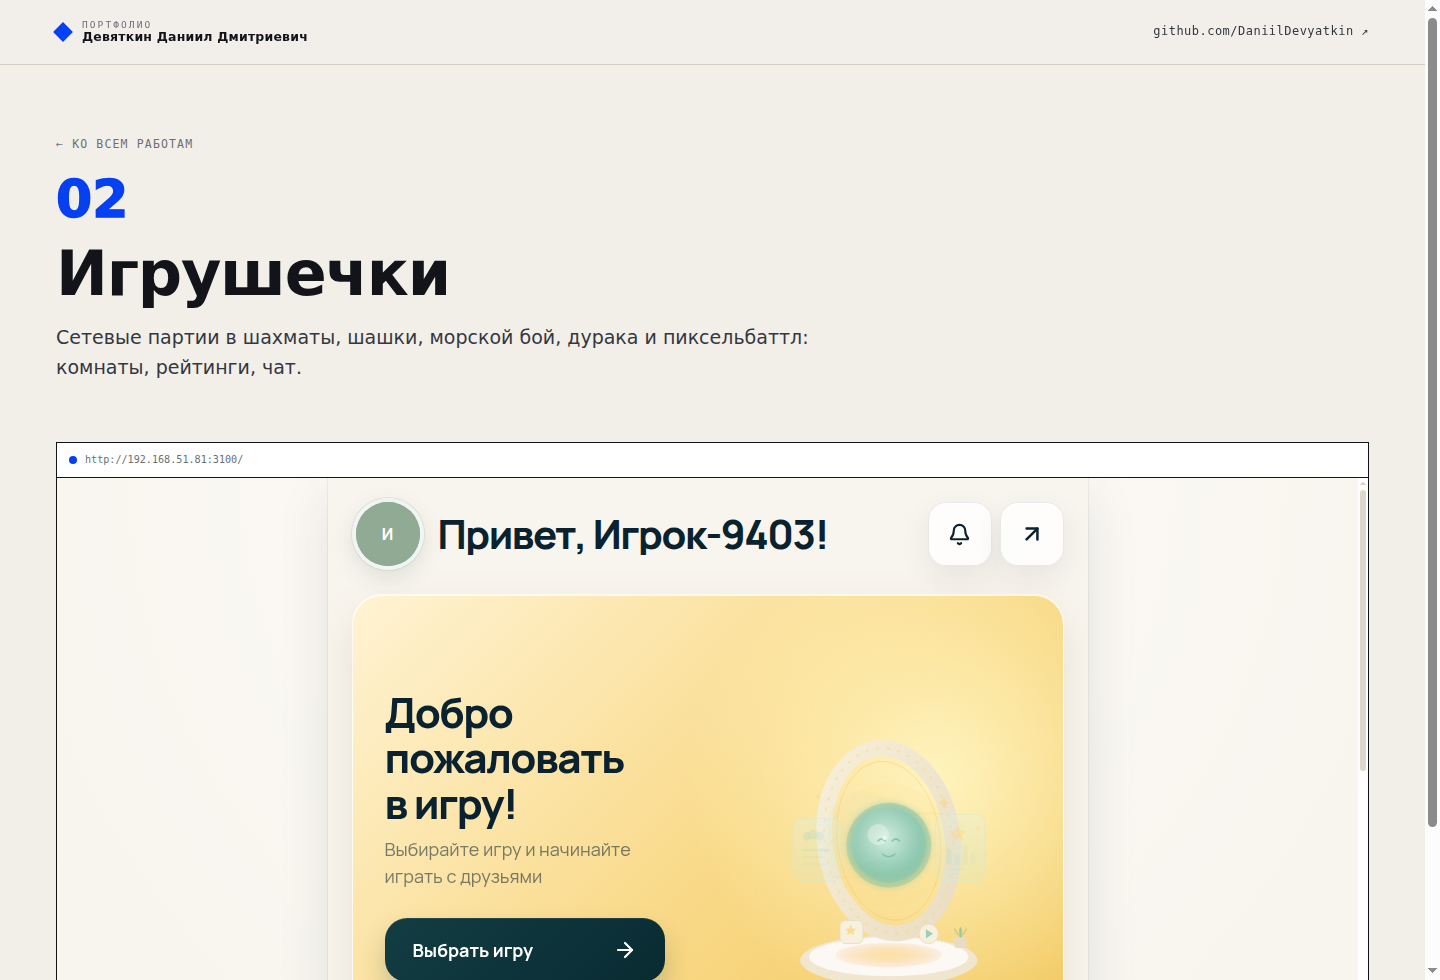 ПОРТФОЛИО
Девяткин Даниил Дмитриевич
github.com/DaniilDevyatkin ↗
← КО ВСЕМ РАБОТАМ
02
Игрушечки
Сетевые партии в шахматы, шашки, морской бой, дурака и пиксельбаттл:
комнаты, рейтинги, чат.
http://192.168.51.81:3100/
И
Привет, Игрок-9403!
Добро
пожаловать
в игру!
Выбирайте игру и начинайте
играть с друзьями
Выбрать игру